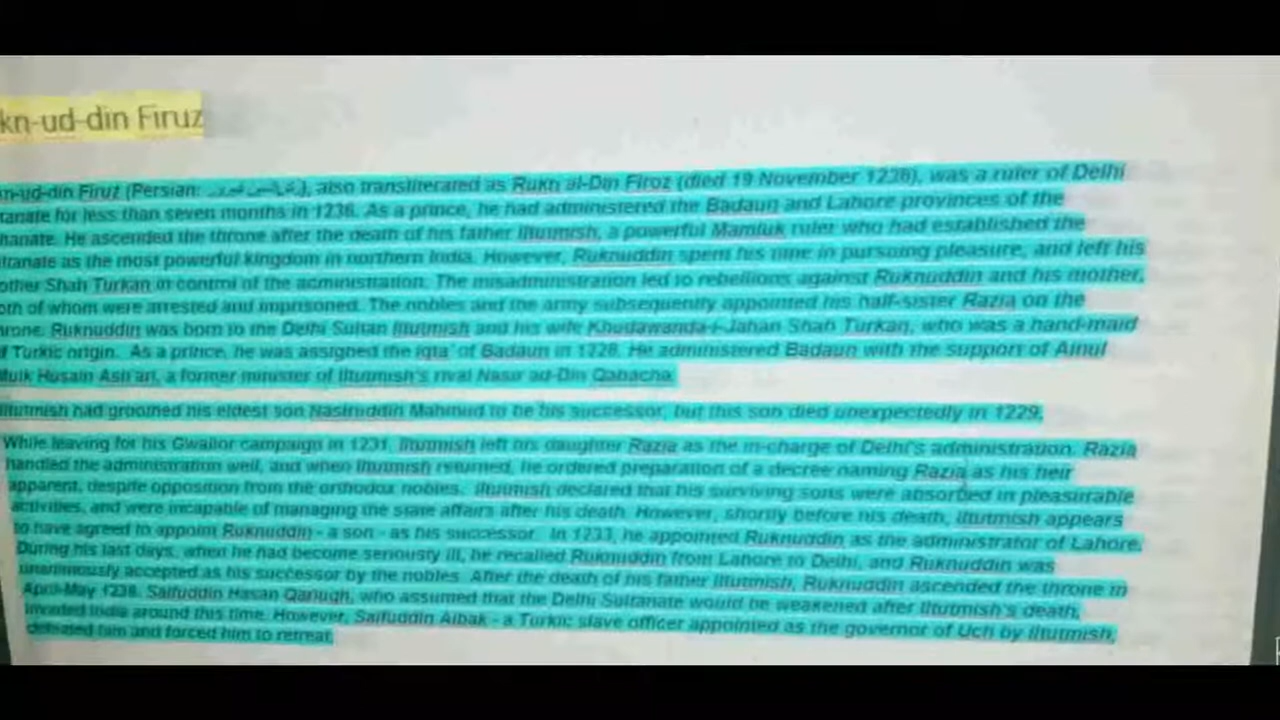 kn-ud-din Firuz
n-ud-din Firuz (Persian: ), also transliterated as Rukn al-Din Firoz (died 19 November 1236), was a ruler of Delhi
tanate for less than seven months in 1236. As a prince, he had administered the Badaun and Lahore provinces of the
tanate. He ascended the throne after the death of his father Iltutmish, a powerful Mamluk ruler who had established the
ltanate as the most powerful kingdom in northern India. However, Ruknuddin spent his time in pursuing pleasure, and left his
other Shah Turkan in control of the administration. The misadministration led to rebellions against Ruknuddin and his mother,
oth of whom were arrested and imprisoned. The nobles and the army subsequently appointed his half-sister Razia on the
hrone. Ruknuddin was born to the Delhi Sultan Iltutmish and his wife Khudawanda-i-Jahan Shah Turkan, who was a hand-maid
f Turkic origin. As a prince, he was assigned the iqta' of Badaun in 1228. He administered Badaun with the support of Ainul
Mulk Husain Ash'ari, a former minister of Iltutmish's rival Nasir ad-Din Qabacha.
Iltutmish had groomed his eldest son Nasiruddin Mahmud to be his successor, but this son died unexpectedly in 1229.
While leaving for his Gwalior campaign in 1231, Iltutmish left his daughter Razia as the in-charge of Delhi's administration. Razia
handled the administration well, and when Iltutmish returned, he ordered preparation of a decree naming Razia as his heir
apparent, despite opposition from the orthodox nobles. Iltutmish declared that his surviving sons were absorbed in pleasurable
activities, and were incapable of managing the state affairs after his death. However, shortly before his death, Iltutmish appears
to have agreed to appoint Ruknuddin - a son - as his successor. In 1233, he appointed Ruknuddin as the administrator of Lahore.
During his last days, when he had become seriously ill, he recalled Ruknuddin from Lahore to Delhi, and Ruknuddin was
unanimously accepted as his successor by the nobles. After the death of his father Iltutmish, Ruknuddin ascended the throne in
April-May 1236. Saifuddin Hasan Qarlugh, who assumed that the Delhi Sultanate would be weakened after Iltutmish's death,
invaded India around this time. However, Saifuddin Aibak - a Turkic slave officer appointed as the governor of Uch by Iltutmish,
defeated him and forced him to retreat.